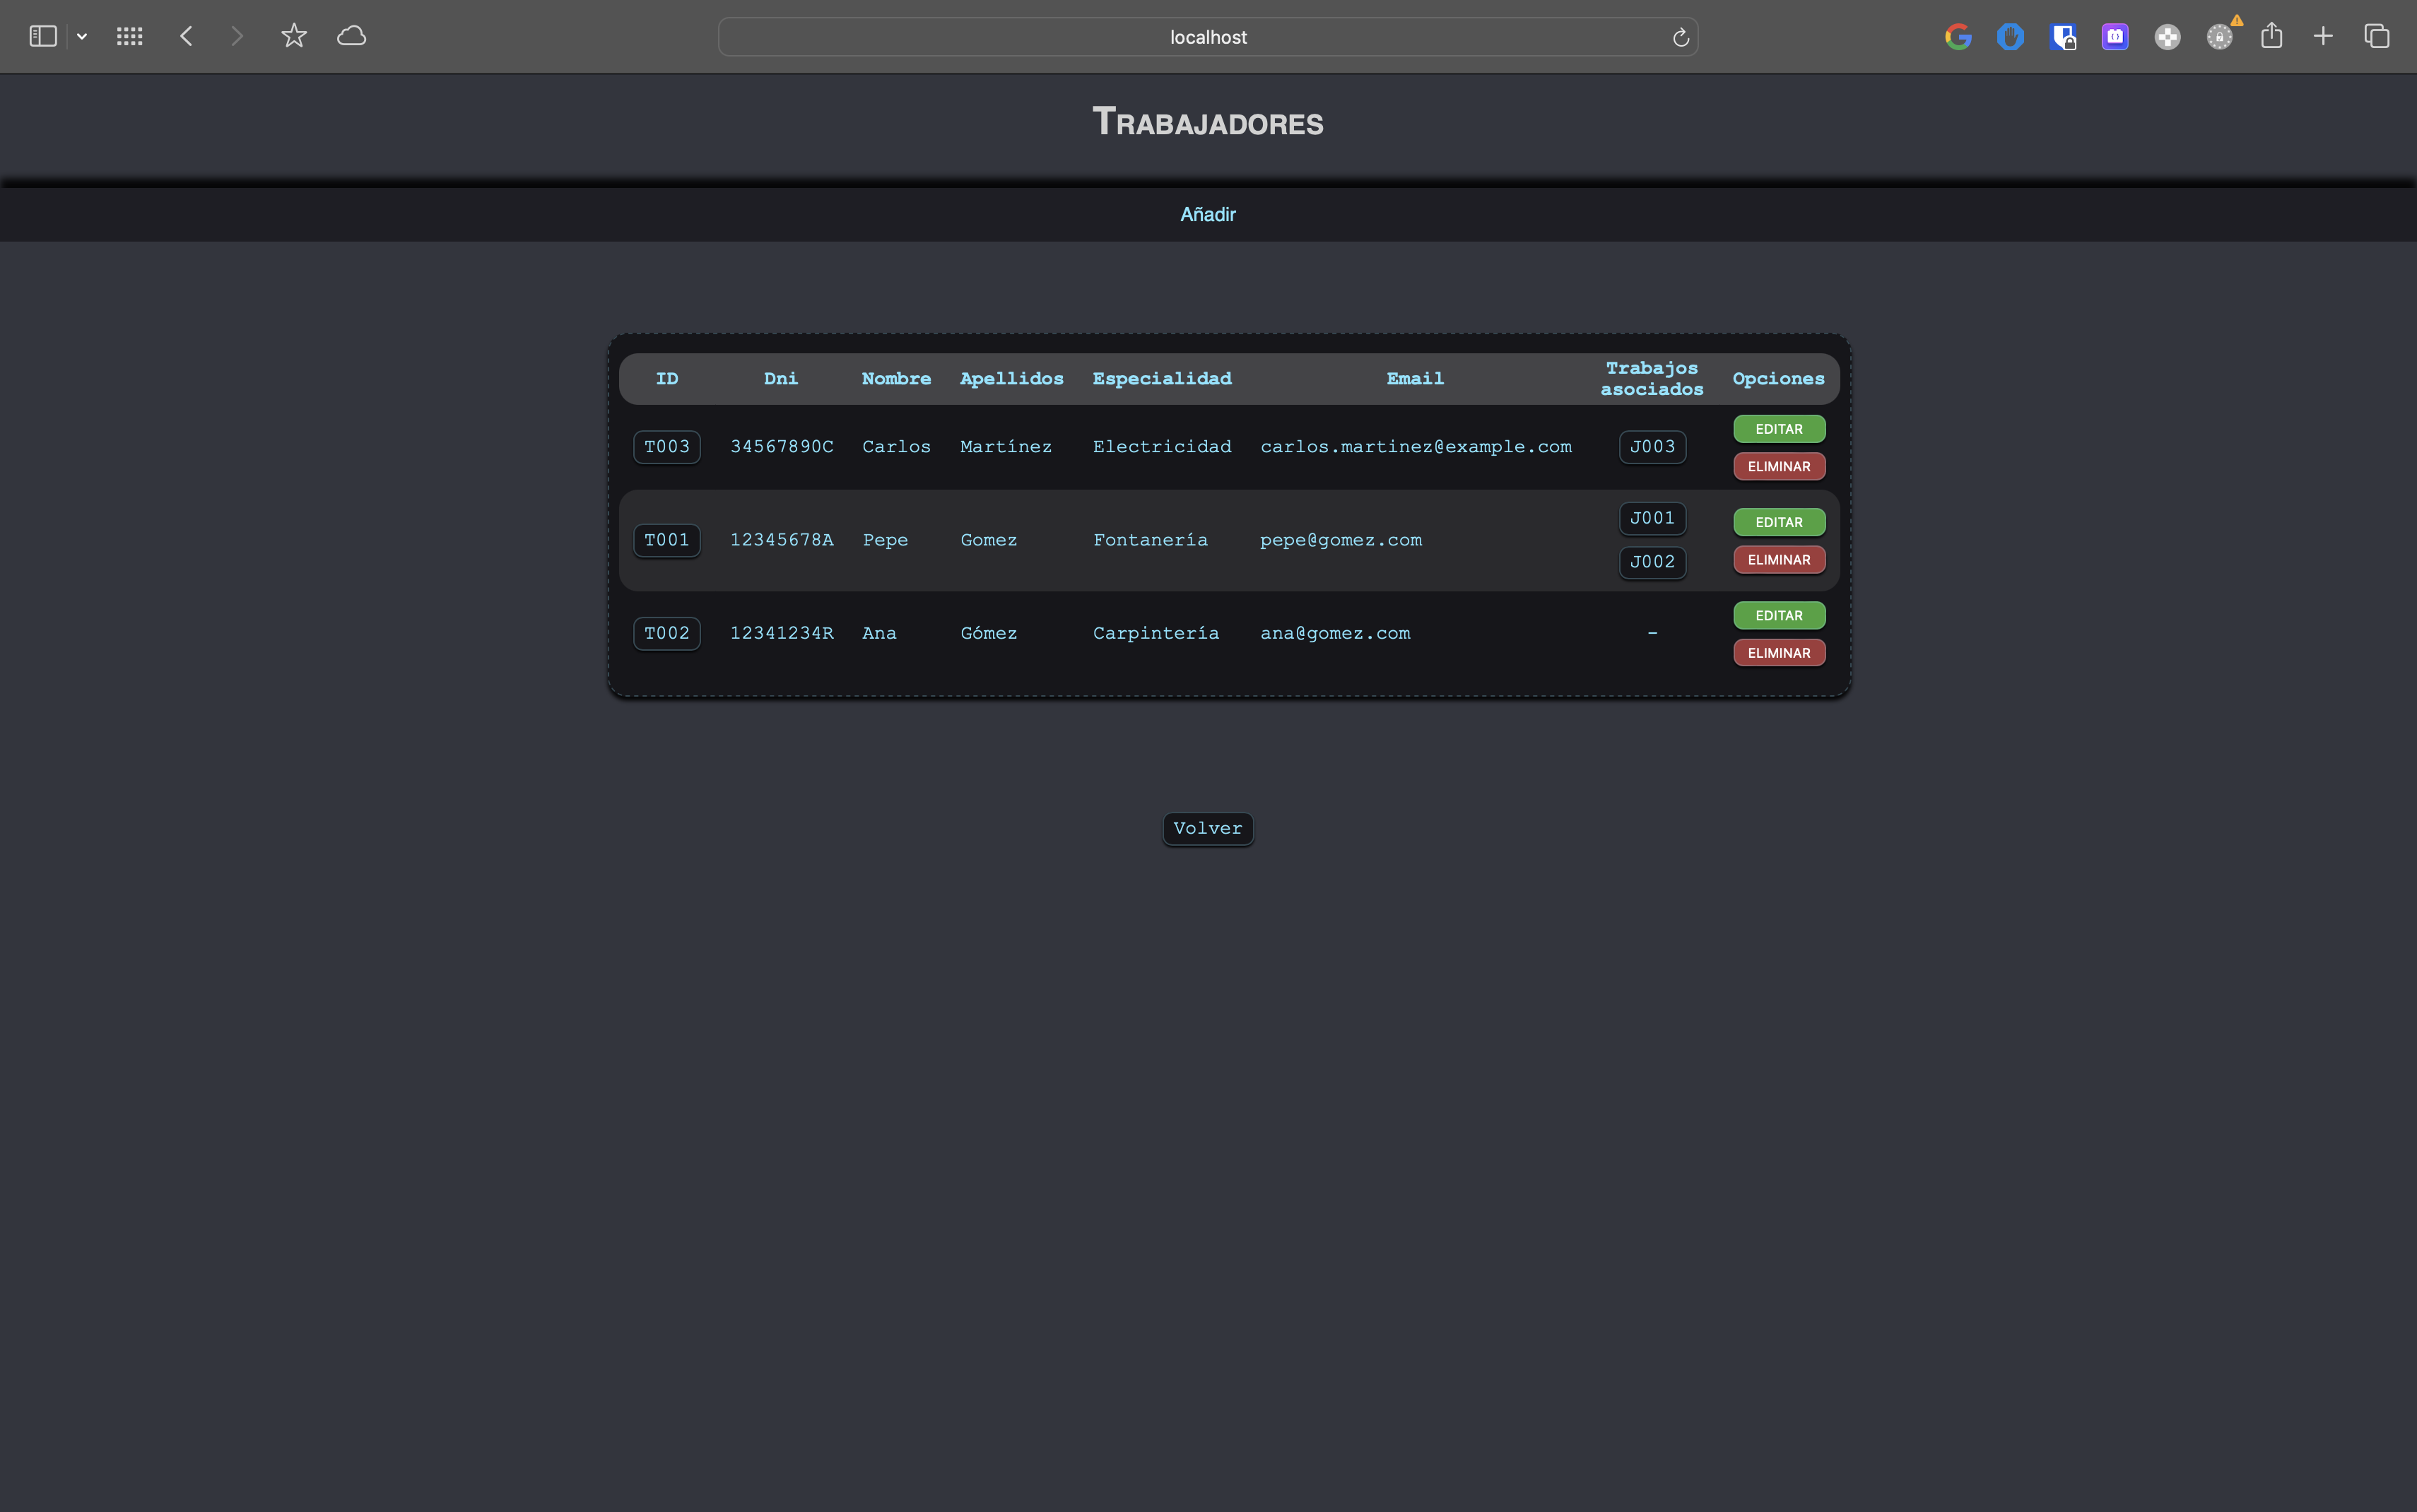 localhost
Trabajadores
Añadir
ID Dni Nombre Apellidos Especialidad Email Trabajos asociados Opciones
T003 34567890C Carlos Martínez Electricidad carlos.martinez@example.com J003 EDITAR ELIMINAR
T001 12345678A Pepe Gomez Fontanería pepe@gomez.com J001 J002 EDITAR ELIMINAR
T002 12341234R Ana Gómez Carpintería ana@gomez.com - EDITAR ELIMINAR
Volver